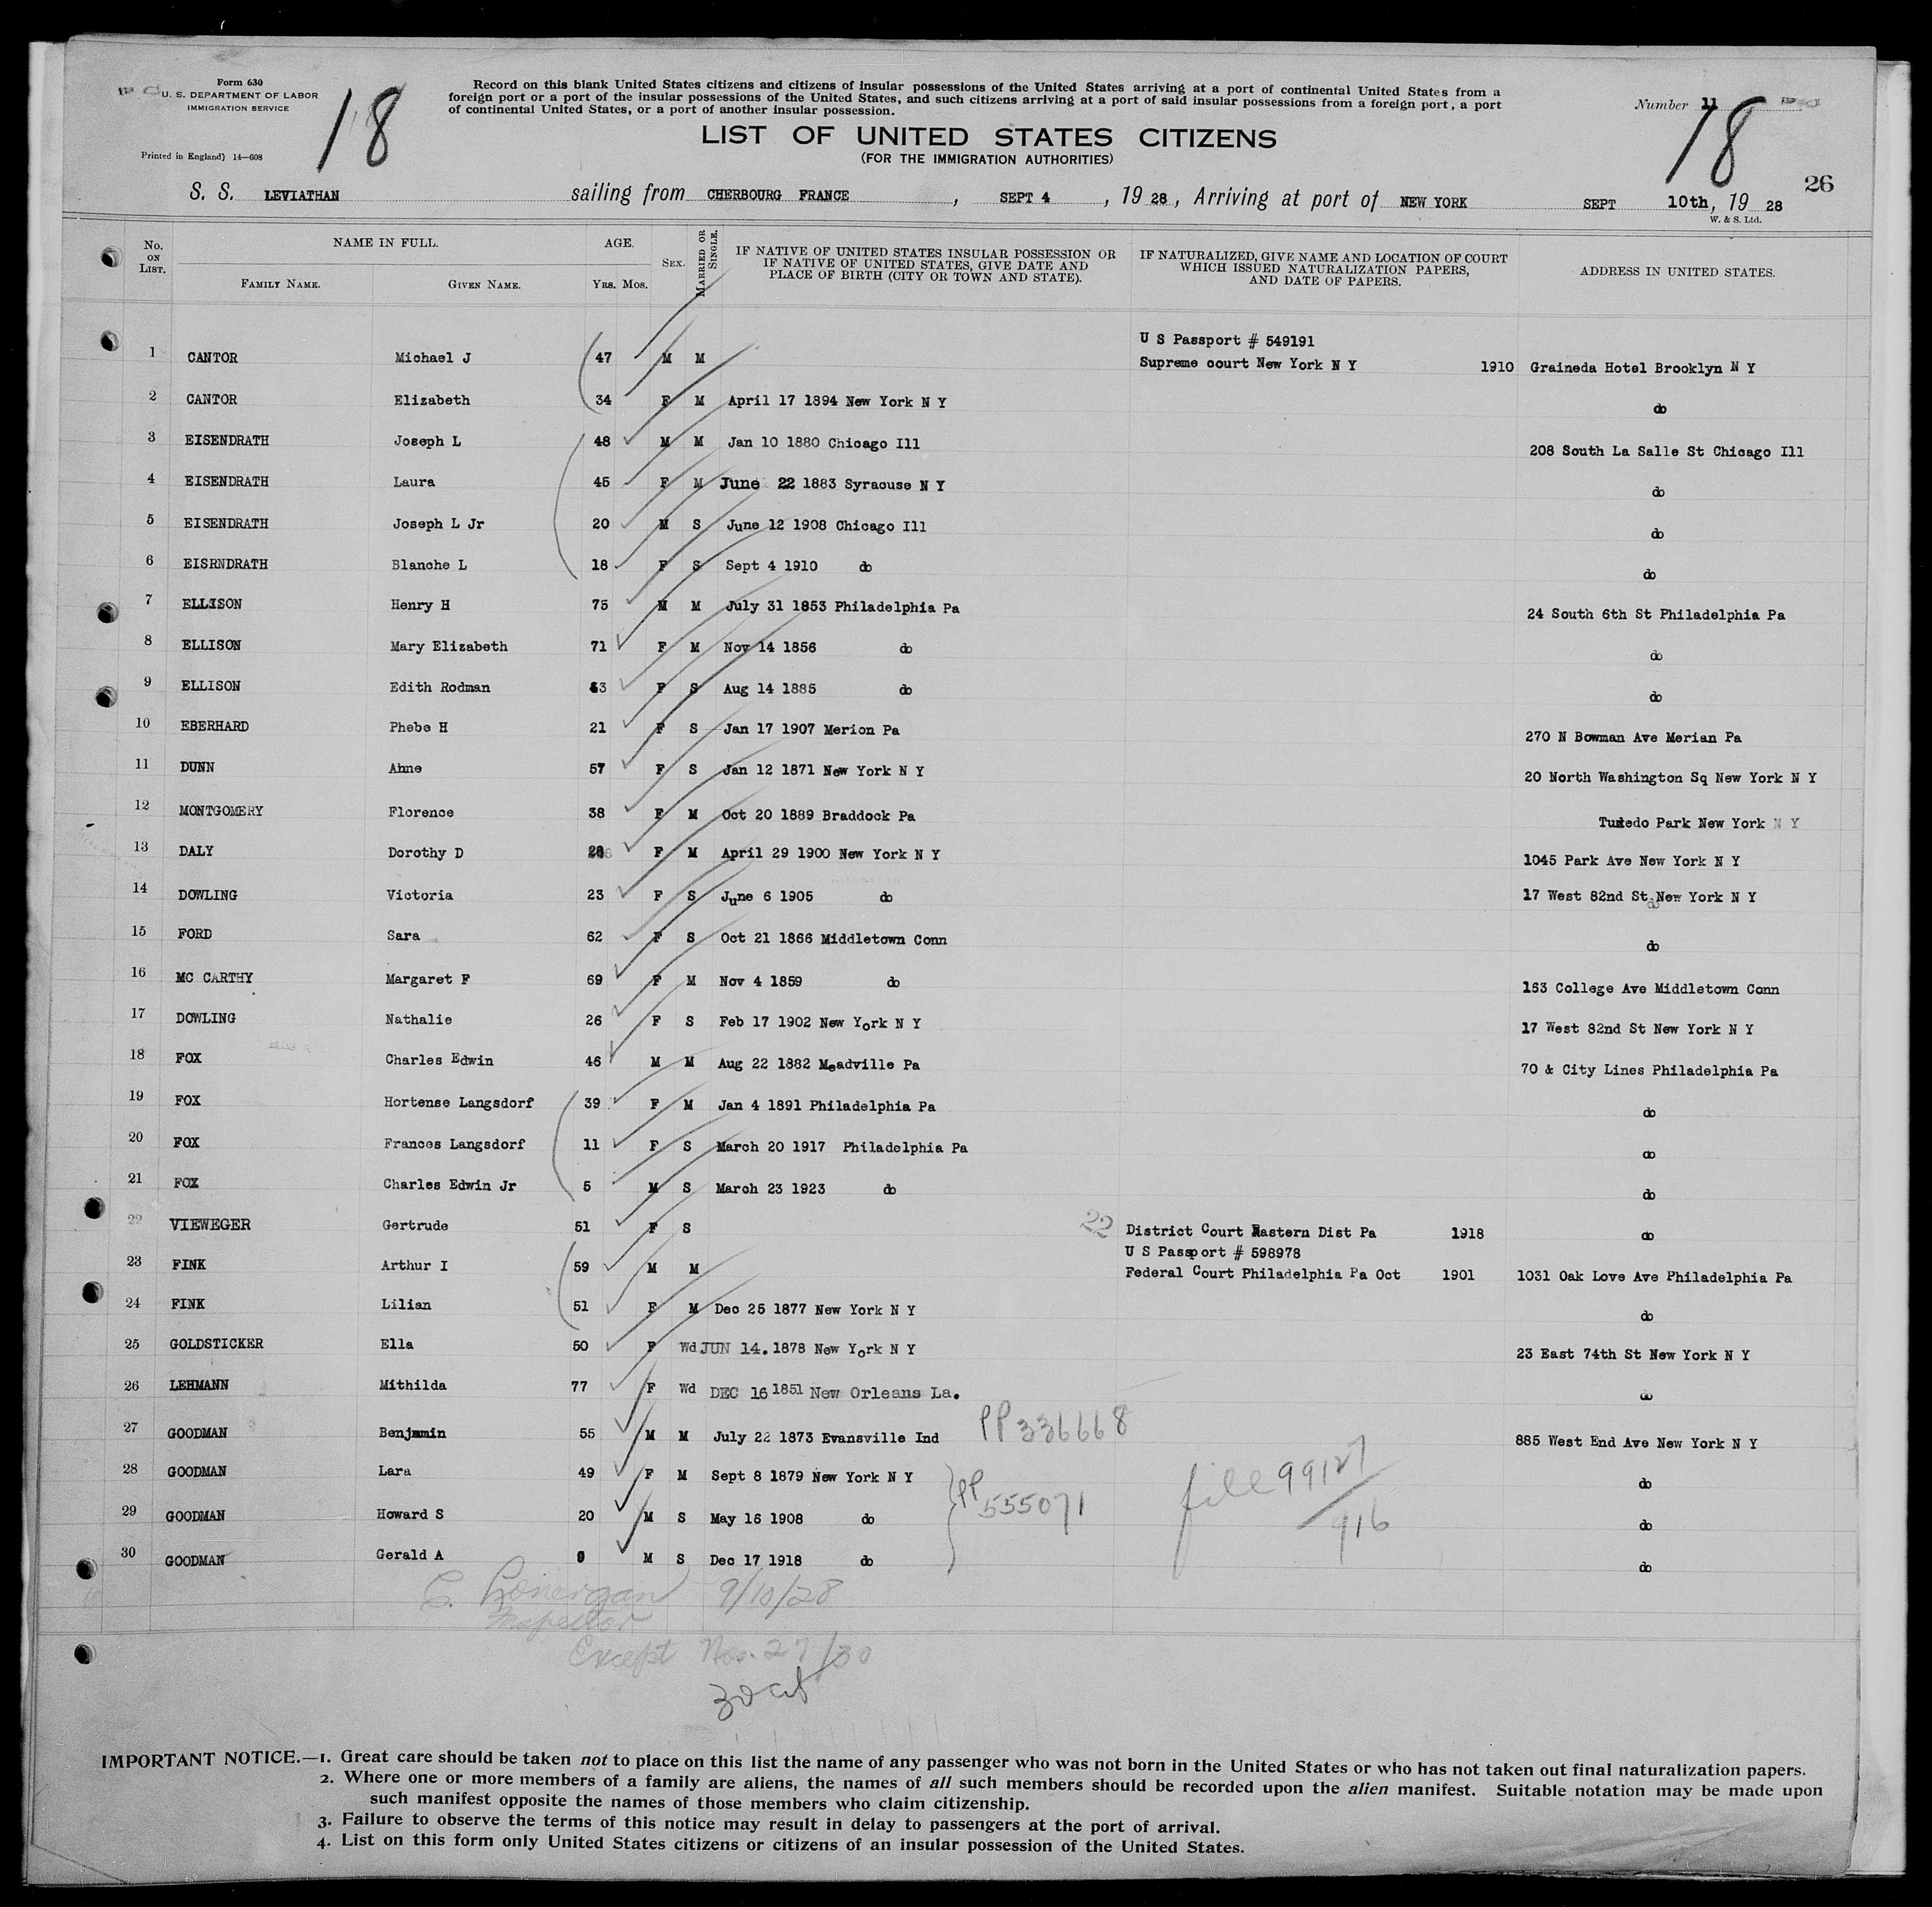 Form 630
U. S. DEPARTMENT OF LABOR
IMMIGRATION SERVICE
Printed in England) 14—608
18
Record on this blank United States citizens and citizens of insular possessions of the United States arriving at a port of continental United States from a
foreign port or a port of the insular possessions of the United States, and such citizens arriving at a port of said insular possessions from a foreign port, a port
of continental United States, or a port of another insular possession.
Number 11
18
LIST OF UNITED STATES CITIZENS
(FOR THE IMMIGRATION AUTHORITIES)
26
S. S. LEVIATHAN sailing from CHERBOURG FRANCE, SEPT 4, 1928, Arriving at port of NEW YORK SEPT 10th, 1928
W. & S. Ltd.
No. ON LIST. NAME IN FULL. FAMILY NAME. GIVEN NAME. AGE. YRS. MOS. SEX. MARRIED OR SINGLE. IF NATIVE OF UNITED STATES INSULAR POSSESSION OR IF NATIVE OF UNITED STATES, GIVE DATE AND PLACE OF BIRTH (CITY OR TOWN AND STATE). IF NATURALIZED, GIVE NAME AND LOCATION OF COURT WHICH ISSUED NATURALIZATION PAPERS, AND DATE OF PAPERS. ADDRESS IN UNITED STATES.
U S Passport # 549191
1 CANTOR Michael J 47 M M Supreme court New York N Y 1910 Graineda Hotel Brooklyn N Y
2 CANTOR Elizabeth 34 F M April 17 1894 New York N Y do
3 EISENDRATH Joseph L 48 M M Jan 10 1880 Chicago Ill 208 South La Salle St Chicago Ill
4 EISENDRATH Laura 45 F M June 22 1883 Syracuse N Y do
5 EISENDRATH Joseph L Jr 20 M S June 12 1908 Chicago Ill do
6 EISRNDRATH Blanche L 18 F S Sept 4 1910 do do
7 ELLISON Henry H 75 M M July 31 1853 Philadelphia Pa 24 South 6th St Philadelphia Pa
8 ELLISON Mary Elizabeth 71 F M Nov 14 1856 do do
9 ELLISON Edith Rodman 43 F S Aug 14 1885 do do
10 EBERHARD Phebe H 21 F S Jan 17 1907 Merion Pa 270 N Bowman Ave Merian Pa
11 DUNN Anne 57 F S Jan 12 1871 New York N Y 20 North Washington Sq New York N Y
12 MONTGOMERY Florence 38 F M Oct 20 1889 Braddock Pa Tuxedo Park New York N Y
13 DALY Dorothy D 28 F M April 29 1900 New York N Y 1045 Park Ave New York N Y
14 DOWLING Victoria 23 F S June 6 1905 do 17 West 82nd St New York N Y
15 FORD Sara 62 F S Oct 21 1866 Middletown Conn do
16 MC CARTHY Margaret F 69 F M Nov 4 1859 do 153 College Ave Middletown Conn
17 DOWLING Nathalie 26 F S Feb 17 1902 New York N Y 17 West 82nd St New York N Y
18 FOX Charles Edwin 46 M M Aug 22 1882 Meadville Pa 70 & City Lines Philadelphia Pa
19 FOX Hortense Langsdorf 39 F M Jan 4 1891 Philadelphia Pa do
20 FOX Frances Langsdorf 11 F S March 20 1917 Philadelphia Pa do
21 FOX Charles Edwin Jr 5 M S March 23 1923 do do
22 VIEWEGER Gertrude 51 F S 22 District Court Eastern Dist Pa 1918 do
U S Passport # 598978
23 FINK Arthur I 59 M M Federal Court Philadelphia Pa Oct 1901 1031 Oak Love Ave Philadelphia Pa
24 FINK Lilian 51 F M Dec 25 1877 New York N Y do
25 GOLDSTICKER Ella 50 F Wd JUN 14. 1878 New York N Y 23 East 74th St New York N Y
26 LEHMANN Mithilda 77 F Wd DEC 16 1851 New Orleans La. do
27 GOODMAN Benjamin 55 M M July 22 1873 Evansville Ind PP 336668 885 West End Ave New York N Y
28 GOODMAN Lara 49 F M Sept 8 1879 New York N Y do
PP 555071
file 99127/916
29 GOODMAN Howard S 20 M S May 16 1908 do do
30 GOODMAN Gerald A 9 M S Dec 17 1918 do do
C. Lonergan 9/10/28
Inspector
Except Nos. 27/30
IMPORTANT NOTICE.—1. Great care should be taken not to place on this list the name of any passenger who was not born in the United States or who has not taken out final naturalization papers.
2. Where one or more members of a family are aliens, the names of all such members should be recorded upon the alien manifest. Suitable notation may be made upon
such manifest opposite the names of those members who claim citizenship.
3. Failure to observe the terms of this notice may result in delay to passengers at the port of arrival.
4. List on this form only United States citizens or citizens of an insular possession of the United States.